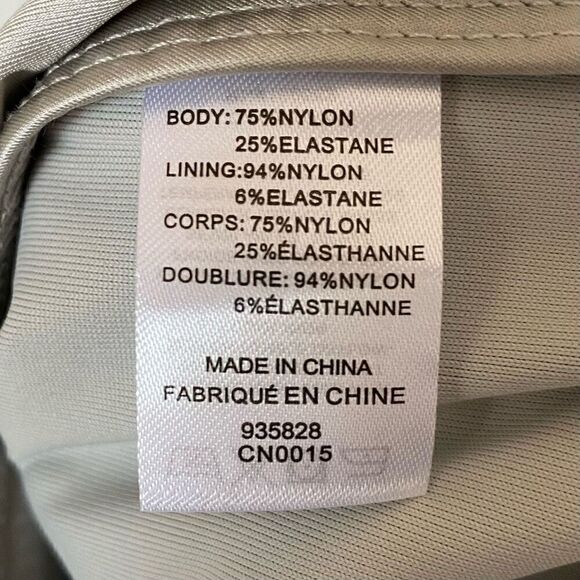 BODY: 75%NYLON
25%ELASTANE
LINING:94%NYLON
6%ELASTANE
CORPS: 75%NYLON
25%ÉLASTHANNE
DOUBLURE: 94%NYLON
6%ÉLASTHANNE
MADE IN CHINA
FABRIQUÉ EN CHINE
935828
CN0015